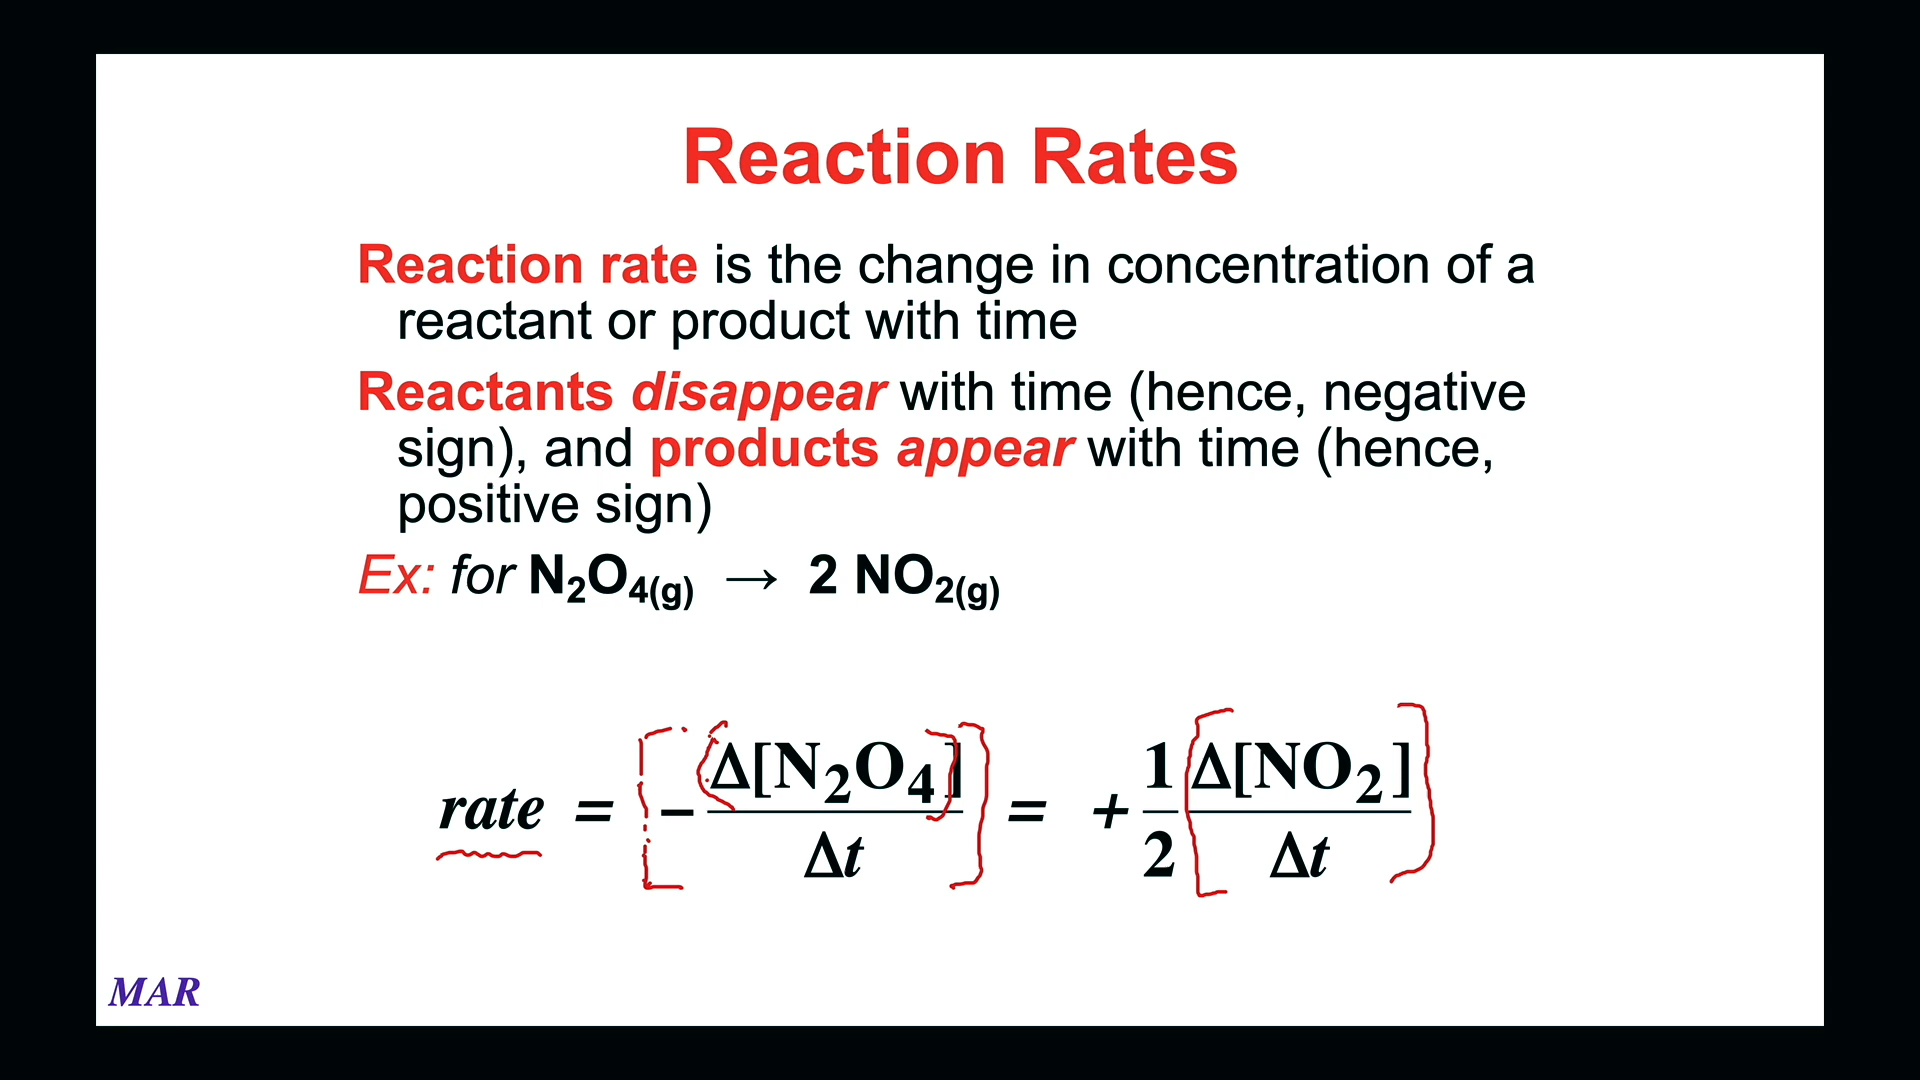 Reaction Rates
Reaction rate is the change in concentration of a
reactant or product with time
Reactants disappear with time (hence, negative
sign), and products appear with time (hence,
positive sign)
Ex: for N₂O₄(g) → 2 NO₂(g)
rate = − Δ[N₂O₄]/Δt = + 1/2 Δ[NO₂]/Δt
MAR